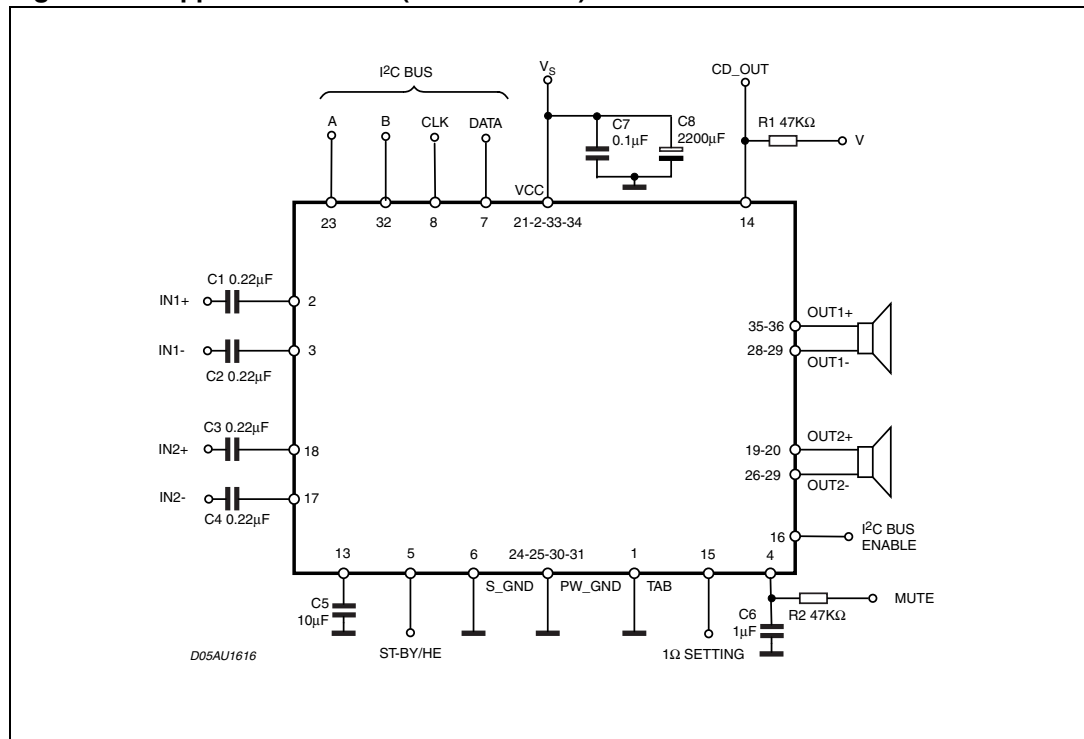 I²C BUS
A
B
CLK
DATA
VS
CD_OUT
C7
0.1µF
C8
2200µF
R1 47KΩ
V
VCC
23
32
8
7
21-2-33-34
14
C1 0.22µF
IN1+
2
IN1-
3
C2 0.22µF
C3 0.22µF
IN2+
18
IN2-
17
C4 0.22µF
35-36
OUT1+
28-29
OUT1-
19-20
OUT2+
26-29
OUT2-
16
I²C BUS
ENABLE
13
5
6
24-25-30-31
1
15
4
S_GND
PW_GND
TAB
C5
10µF
ST-BY/HE
1Ω SETTING
C6
1µF
R2 47KΩ
MUTE
D05AU1616